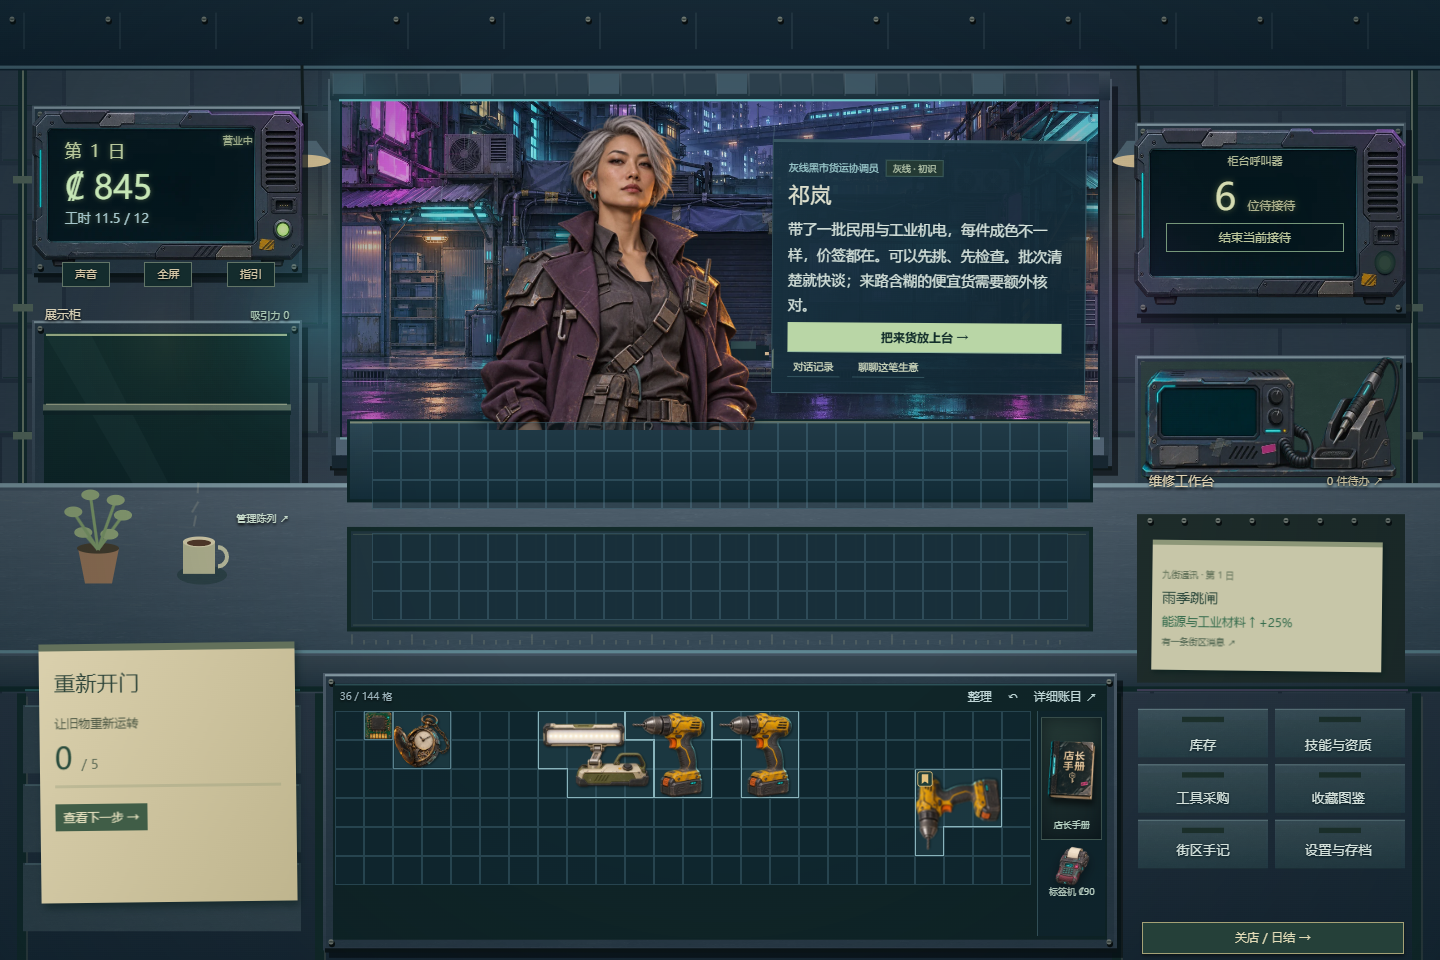 营业中
第 1 日
₡ 845
工时 11.5 / 12
声音
全屏
指引
展示柜
吸引力 0
管理陈列 ↗
灰线黑市货运协调员
灰线 · 初识
祁岚
带了一批民用与工业机电，每件成色不一
样，价签都在。可以先挑、先检查。批次清
楚就快谈；来路含糊的便宜货需要额外核
对。
把来货放上台 →
对话记录
聊聊这笔生意
柜台呼叫器
6 位待接待
结束当前接待
维修工作台
0 件待办 ↗
九街通讯 · 第 1 日
雨季跳闸
能源与工业材料 ↑ +25%
有一条街区消息 ↗
重新开门
让旧物重新运转
0 / 5
查看下一步 →
36 / 144 格
整理
↶
详细账目 ↗
店长
手册
店长手册
标签机 ₡90
库存
技能与资质
工具采购
收藏图鉴
街区手记
设置与存档
关店 / 日结 →